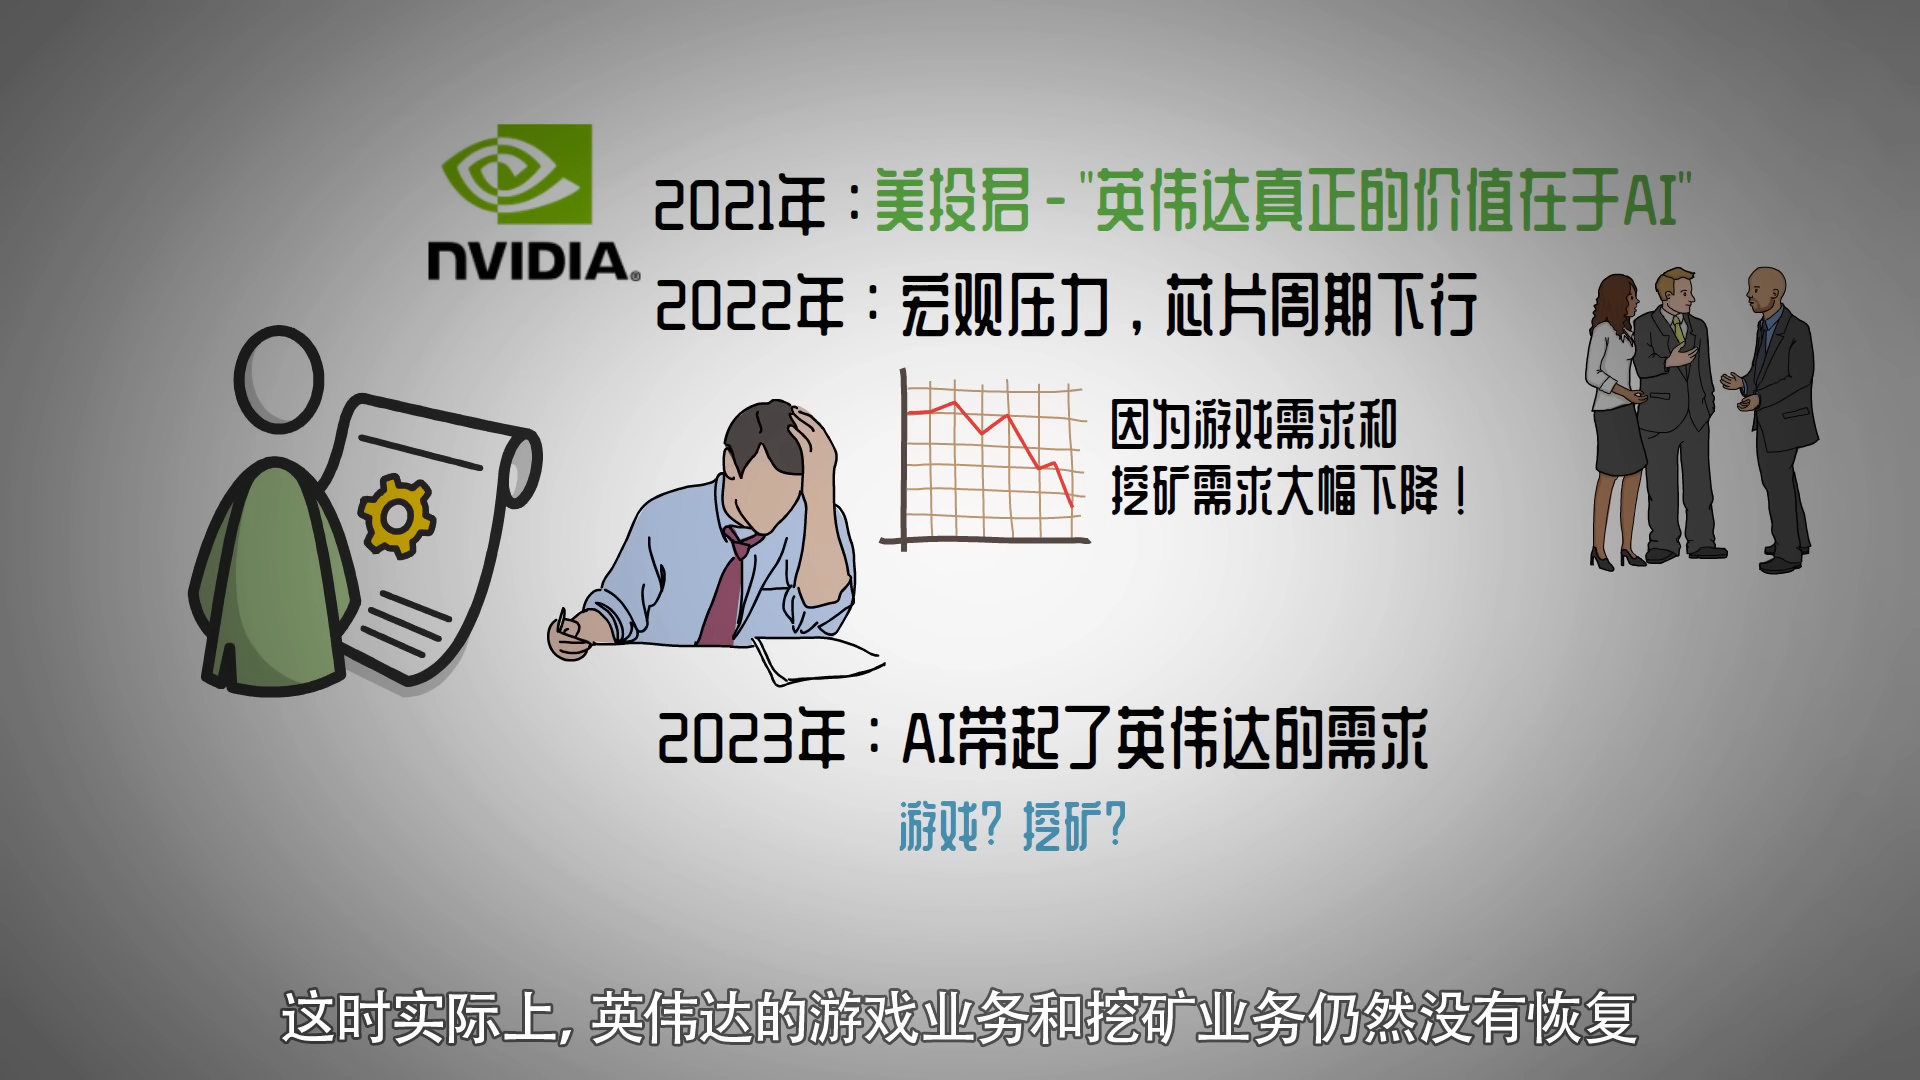 NVIDIA®
2021年：美投君-"英伟达真正的价值在于AI"
2022年：宏观压力，芯片周期下行
因为游戏需求和
挖矿需求大幅下降！
2023年：AI带起了英伟达的需求
游戏？挖矿？
这时实际上，英伟达的游戏业务和挖矿业务仍然没有恢复